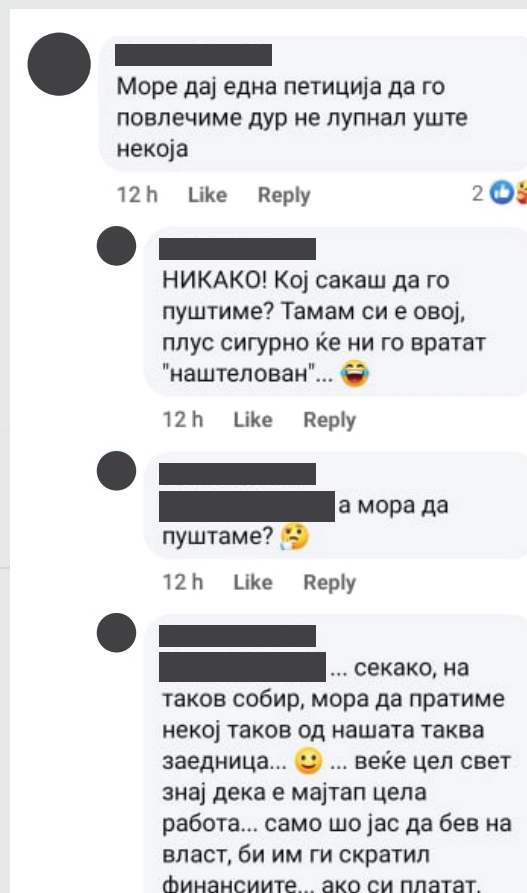 Море дај една петиција да го
повлечиме дур не лупнал уште
некоја
12 h Like Reply 2
НИКАКО! Кој сакаш да го
пуштиме? Тамам си е овој,
плус сигурно ќе ни го вратат
"наштелован"...
12 h Like Reply
а мора да
пуштаме?
12 h Like Reply
... секако, на
таков собир, мора да пратиме
некој таков од нашата таква
заедница... ... веќе цел свет
знај дека е мајтап цела
работа... само шо јас да бев на
власт, би им ги скратил
финансиите... ако си платат,